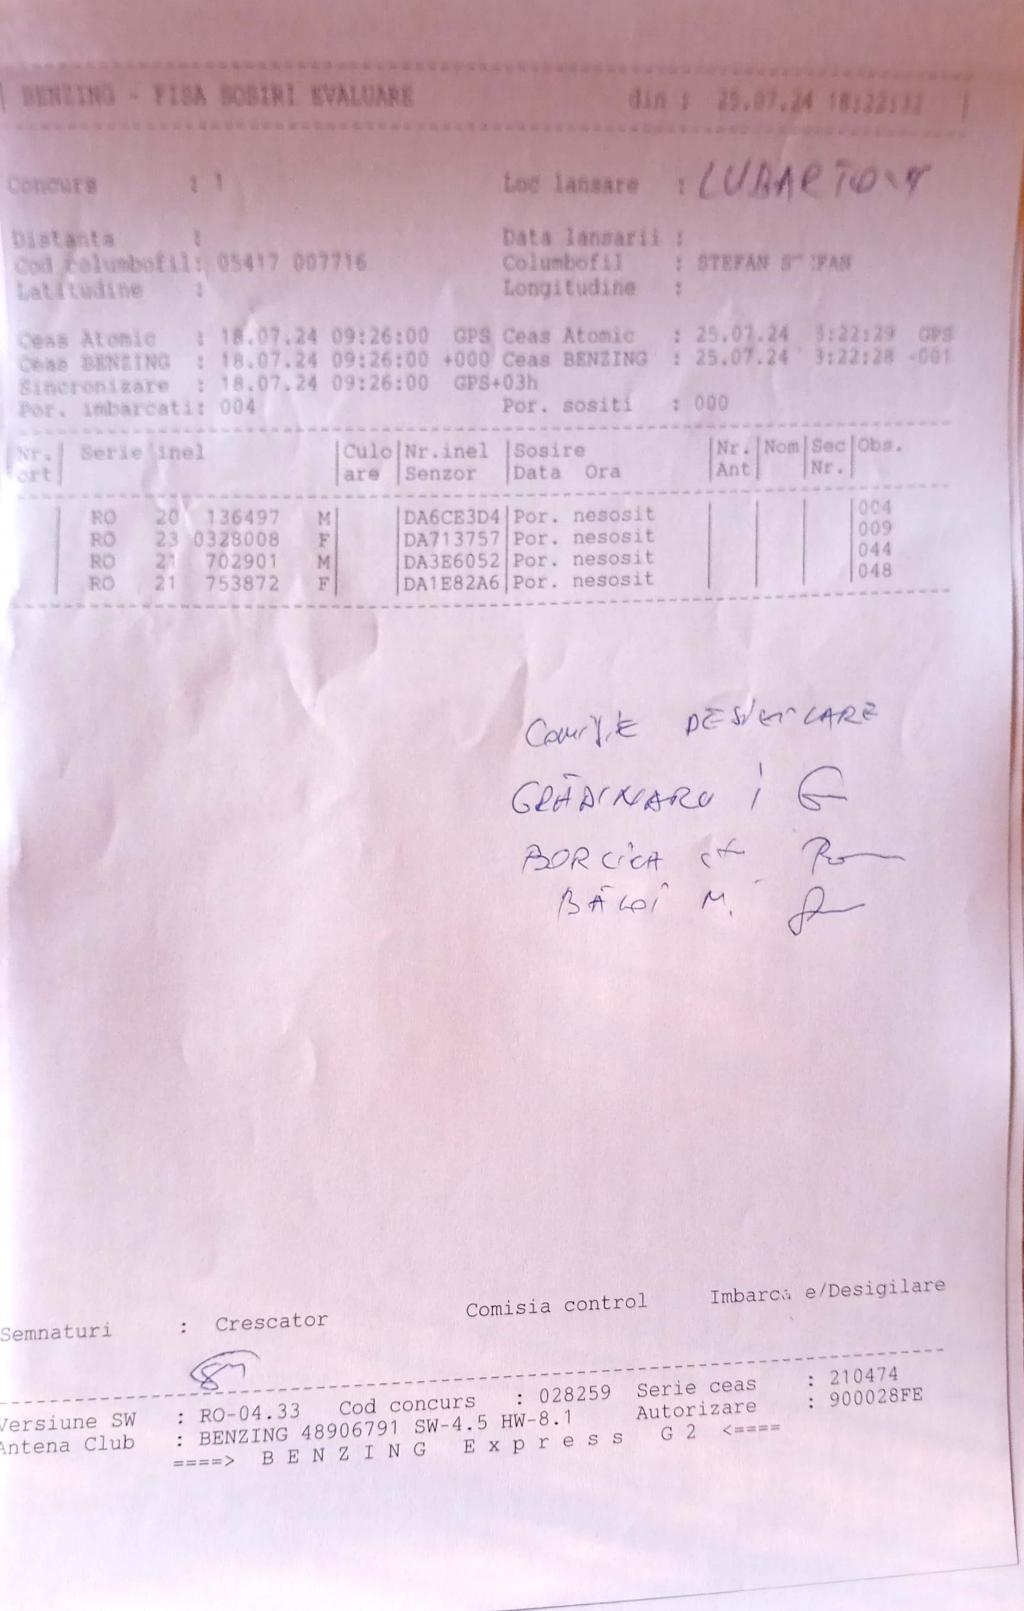 BENZING - FISA SOSIRI EVALUARE din : 25.07.24 18:22:32
Concurs : 1 Loc lansare : LUBARTOW
Distanta : Data lansarii :
Cod columbofil: 05417 007716 Columbofil : STEFAN
Latitudine : Longitudine :
Ceas Atomic : 18.07.24 09:26:00 GPS Ceas Atomic : 25.07.24 3:22:29 GPS
Ceas BENZING : 18.07.24 09:26:00 +000 Ceas BENZING : 25.07.24 3:22:28 -001
Sincronizare : 18.07.24 09:26:00 GPS+03h
Por. imbarcati: 004 Por. sositi : 000
Nr. | Serie inel |Culo|Nr.inel |Sosire |Nr.|Nom|Sec|Obs.
ort| |are |Senzor |Data Ora |Ant| |Nr.|
RO 20 136497 M| |DA6CE3D4|Por. nesosit | | | |004
RO 23 0328008 F| |DA713757|Por. nesosit | | | |009
RO 21 702901 M| |DA3E6052|Por. nesosit | | | |044
RO 21 753872 F| |DA1E82A6|Por. nesosit | | | |048
GRĂDINARU I
BORCICA
M.
Semnaturi : Crescator Comisia control e/Desigilare
Versiune SW : RO-04.33 Cod concurs : 028259 Serie ceas : 210474
Antena Club : BENZING 48906791 SW-4.5 HW-8.1 Autorizare : 900028FE
====> B E N Z I N G E x p r e s s G 2 <====